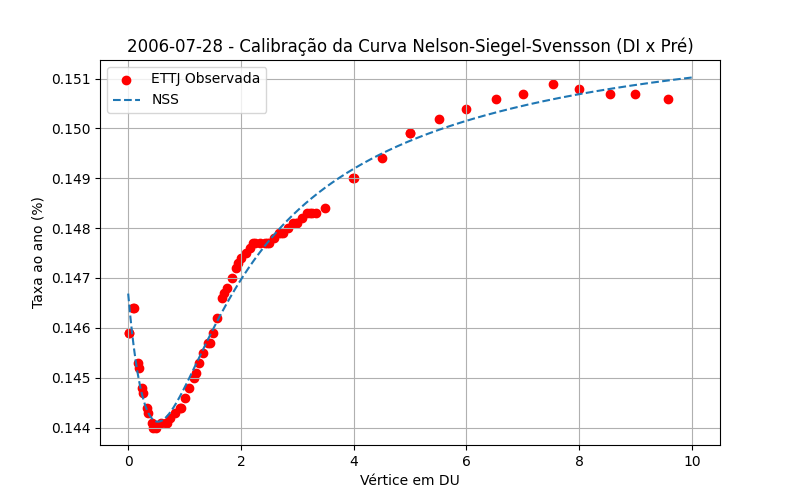 2006-07-28 - Calibração da Curva Nelson-Siegel-Svensson (DI x Pré)
ETTJ Observada
NSS
Taxa ao ano (%)
0.151
0.150
0.149
0.148
0.147
0.146
0.145
0.144
0 2 4 6 8 10
Vértice em DU